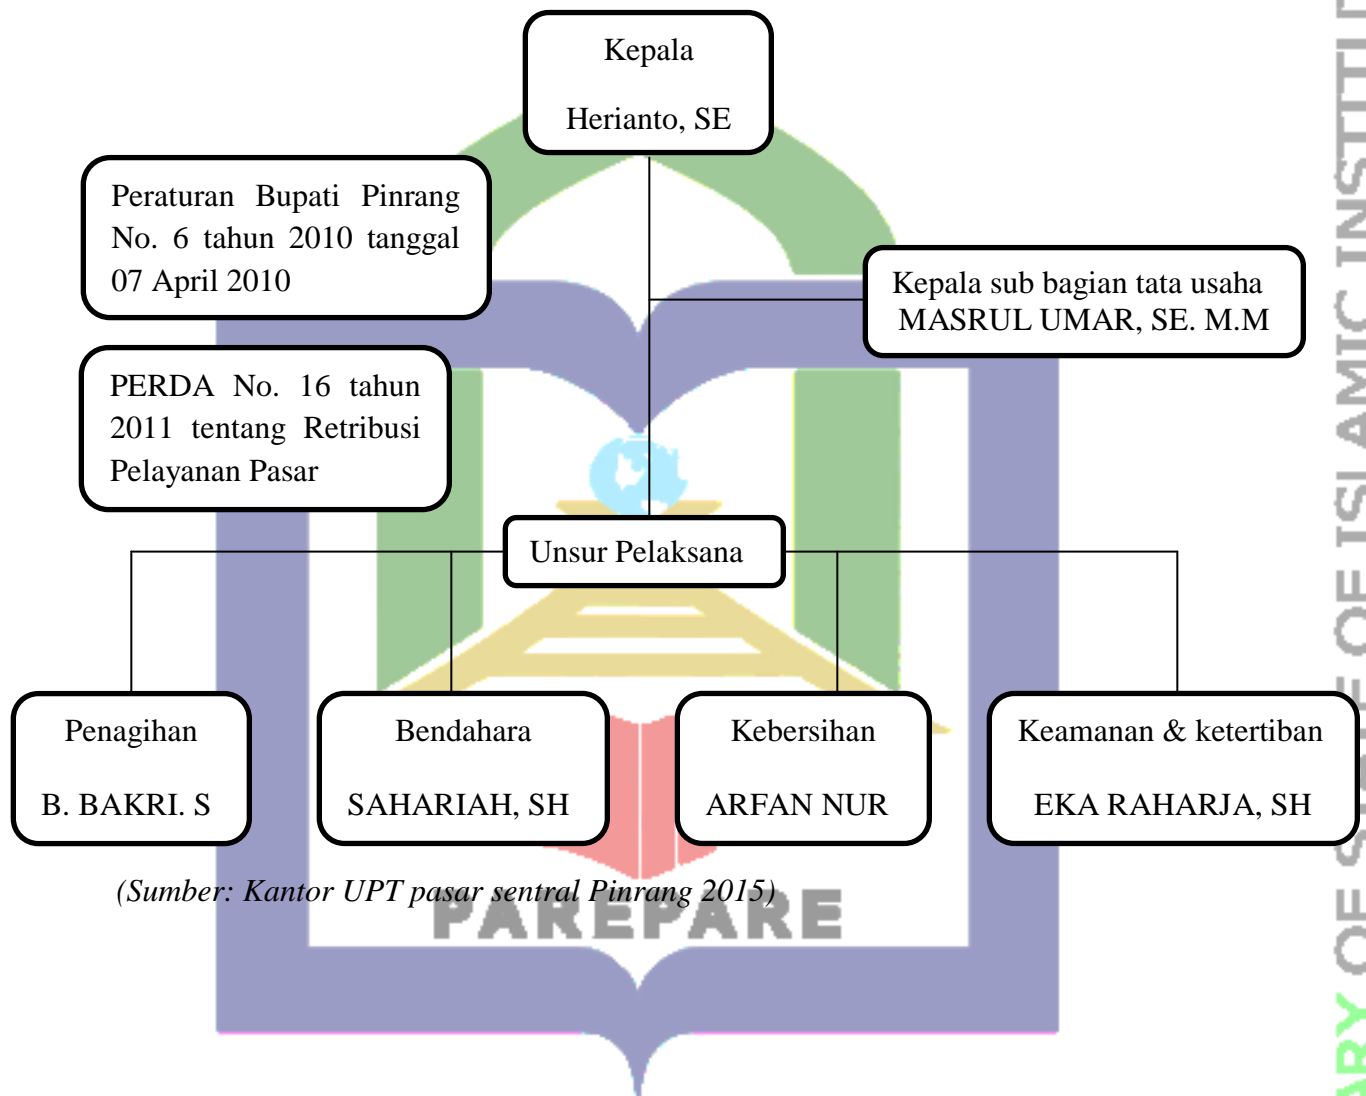 Kepala
Herianto, SE
Peraturan Bupati Pinrang
No. 6 tahun 2010 tanggal
07 April 2010
Kepala sub bagian tata usaha
MASRUL UMAR, SE. M.M
PERDA No. 16 tahun
2011 tentang Retribusi
Pelayanan Pasar
Unsur Pelaksana
Penagihan
B. BAKRI. S
Bendahara
SAHARIAH, SH
Kebersihan
ARFAN NUR
Keamanan & ketertiban
EKA RAHARJA, SH
(Sumber: Kantor UPT pasar sentral Pinrang 2015)
PAREPARE
OF ISLAMIC